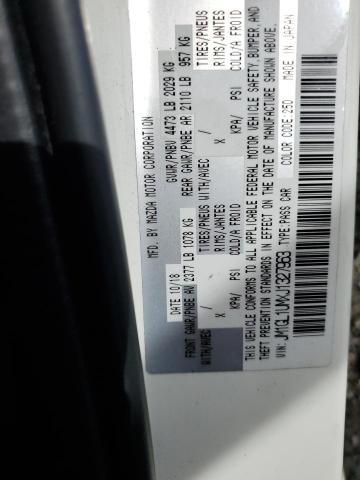 MFD. BY MAZDA MOTOR CORPORATION
DATE 10/18 GVWR/PNBV 4473 LB 2029 KG
FRONT GAWR/PNBE AV 2377 LB 1078 KG REAR GAWR/PNBE AR 2110 LB 957 KG
WITH/AVEC TIRES/PNEUS WITH/AVEC TIRES/PNEUS
X / RIMS/JANTES X / RIMS/JANTES
KPA/ PSI COLD/A FROID KPA/ PSI COLD/A FROID
THIS VEHICLE CONFORMS TO ALL APPLICABLE FEDERAL MOTOR VEHICLE SAFETY, BUMPER, AND
THEFT PREVENTION STANDARDS IN EFFECT ON THE DATE OF MANUFACTURE SHOWN ABOVE.
VIN: TYPE:PASS CAR COLOR CODE:25D MADE IN JAPAN